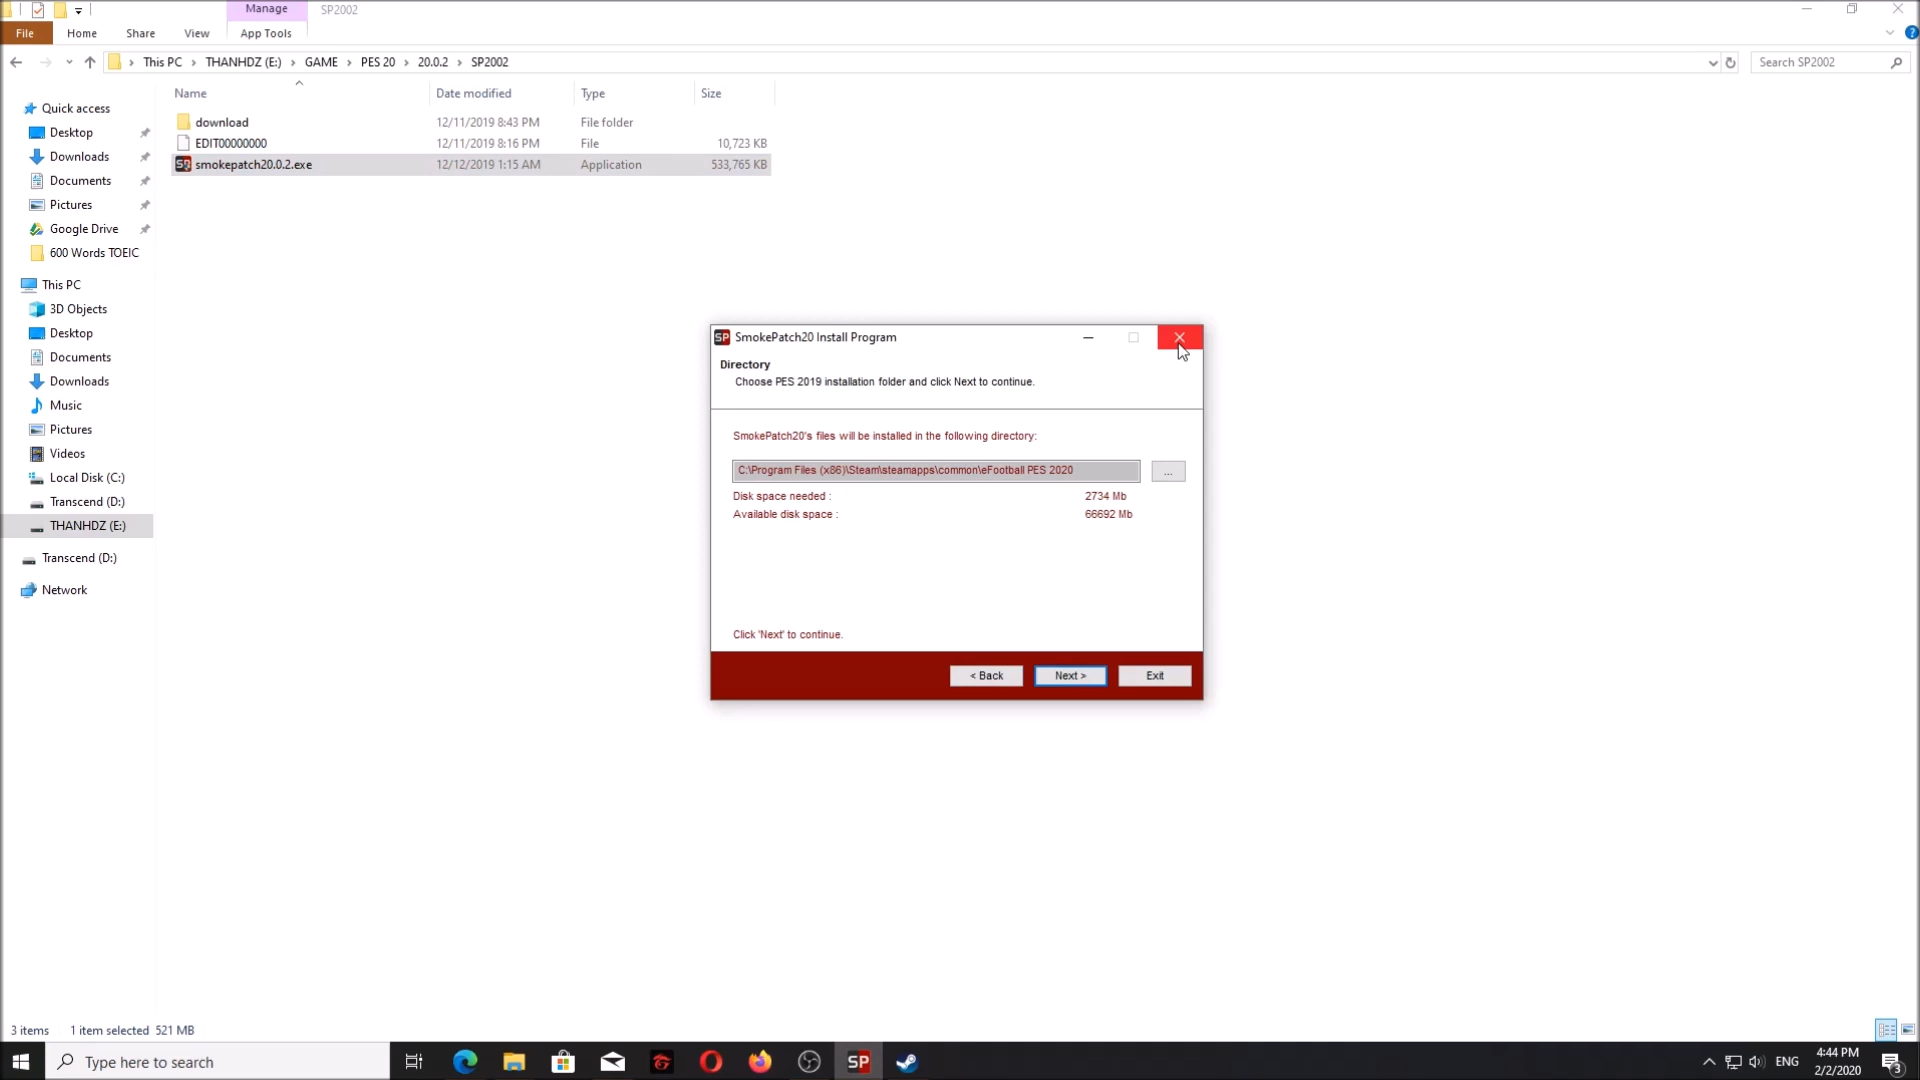 Manage
SP2002
File
Home
Share
View
App Tools
This PC
THANHDZ (E:)
GAME
PES 20
20.0.2
SP2002
Search SP2002
Name
Date modified
Type
Size
download
12/11/2019 8:43 PM
File folder
EDIT00000000
12/11/2019 8:16 PM
File
10,723 KB
SP smokepatch20.0.2.exe
12/12/2019 1:15 AM
Application
533,765 KB
Quick access
Desktop
Downloads
Documents
Pictures
Google Drive
600 Words TOEIC
This PC
3D Objects
Desktop
Documents
Downloads
Music
Pictures
Videos
Local Disk (C:)
Transcend (D:)
THANHDZ (E:)
Transcend (D:)
Network
SP SmokePatch20 Install Program
Directory
Choose PES 2019 installation folder and click Next to continue.
SmokePatch20's files will be installed in the following directory:
C:\Program Files (x86)\Steam\steamapps\common\eFootball PES 2020
...
Disk space needed :
2734 Mb
Available disk space :
66692 Mb
Click 'Next' to continue.
< Back
Next >
Exit
3 items
1 item selected 521 MB
Type here to search
SP
ENG
4:44 PM
2/2/2020
3